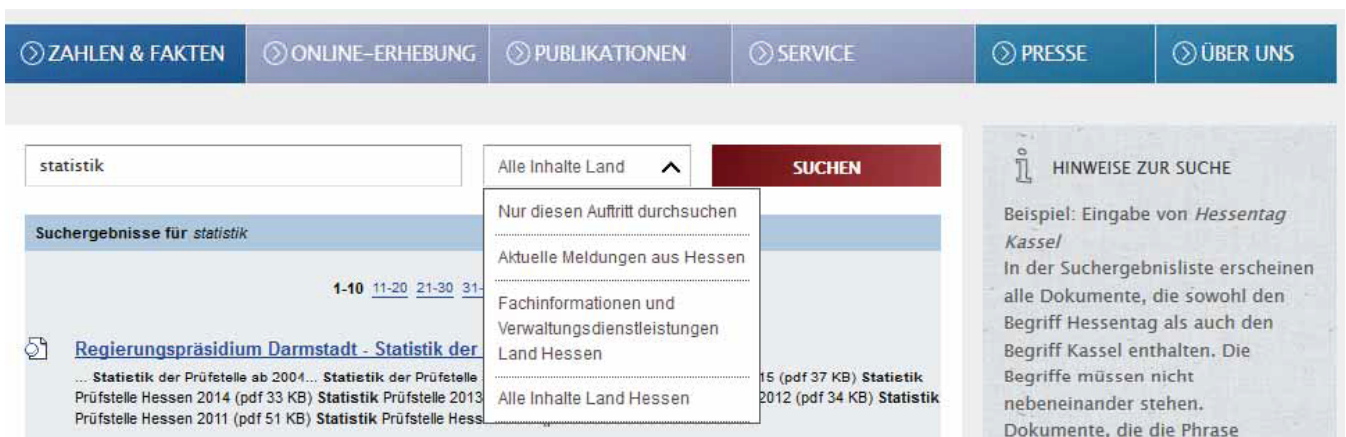 ZAHLEN & FAKTEN ONLINE-ERHEBUNG PUBLIKATIONEN SERVICE PRESSE ÜBER UNS
statistik Alle Inhalte Land SUCHEN
Nur diesen Auftritt durchsuchen
Aktuelle Meldungen aus Hessen
Fachinformationen und
Verwaltungsdienstleistungen
Land Hessen
Alle Inhalte Land Hessen
Suchergebnisse für statistik
1-10 11-20 21-30 31-
Regierungspräsidium Darmstadt - Statistik der
... Statistik der Prüfstelle ab 2004... Statistik der Prüfstelle 15 (pdf 37 KB) Statistik
Prüfstelle Hessen 2014 (pdf 33 KB) Statistik Prüfstelle 2013 2012 (pdf 34 KB) Statistik
Prüfstelle Hessen 2011 (pdf 51 KB) Statistik Prüfstelle Hess
HINWEISE ZUR SUCHE
Beispiel: Eingabe von Hessentag
Kassel
In der Suchergebnisliste erscheinen
alle Dokumente, die sowohl den
Begriff Hessentag als auch den
Begriff Kassel enthalten. Die
Begriffe müssen nicht
nebeneinander stehen.
Dokumente, die die Phrase